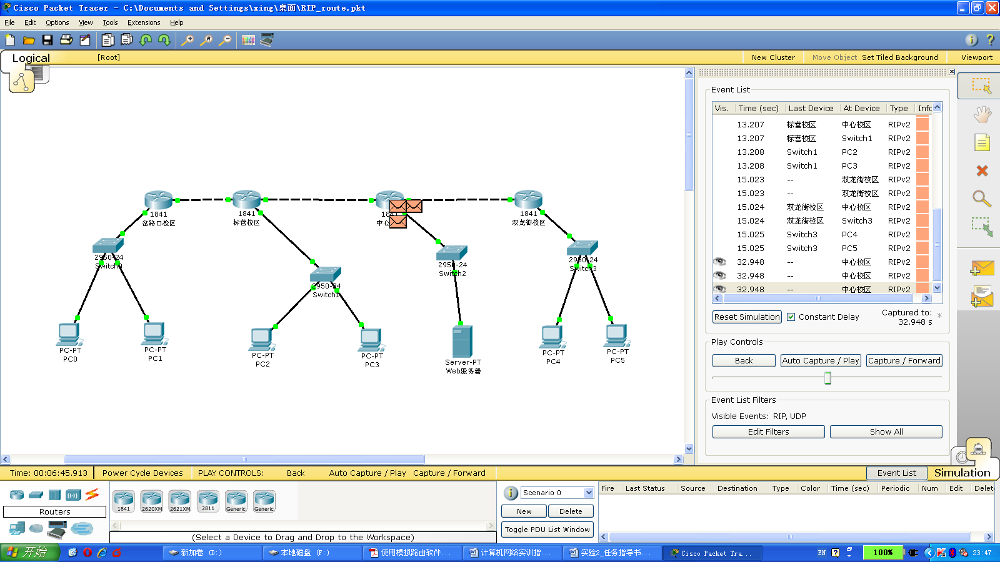 Cisco Packet Tracer - C:\Documents and Settings\xing\桌面\RIP_route.pkt
File Edit Options View Tools Extensions Help
Logical [Root] New Cluster Move Object Set Tiled Background Viewport
1841
岔路口校区
1841
标营校区
1841
中心
1841
双龙街校区
2950-24
Switch0
2950-24
Switch1
2950-24
Switch2
2950-24
Switch3
PC-PT
PC0
PC-PT
PC1
PC-PT
PC2
PC-PT
PC3
Server-PT
Web服务器
PC-PT
PC4
PC-PT
PC5
Event List
Vis. Time (sec) Last Device At Device Type Info
13.207 标营校区 中心校区 RIPv2
13.207 标营校区 Switch1 RIPv2
13.208 Switch1 PC2 RIPv2
13.208 Switch1 PC3 RIPv2
15.023 -- 双龙街校区 RIPv2
15.023 -- 双龙街校区 RIPv2
15.024 双龙街校区 中心校区 RIPv2
15.024 双龙街校区 Switch3 RIPv2
15.025 Switch3 PC4 RIPv2
15.025 Switch3 PC5 RIPv2
32.948 -- 中心校区 RIPv2
32.948 -- 中心校区 RIPv2
32.948 -- 中心校区 RIPv2
Reset Simulation Constant Delay Captured to: *
32.948 s
Play Controls
Back Auto Capture / Play Capture / Forward
Event List Filters
Visible Events: RIP, UDP
Edit Filters Show All
Time: 00:06:45.913 Power Cycle Devices PLAY CONTROLS: Back Auto Capture / Play Capture / Forward Event List Simulation
Routers
1841 2620XM 2621XM 2811 Generic Generic
(Select a Device to Drag and Drop to the Workspace)
Scenario 0
New Delete
Toggle PDU List Window
Fire Last Status Source Destination Type Color Time (sec) Periodic Num Edit Delete
开始 新加卷 (D:) 本地磁盘 (F:) 使用模拟路由软件... 计算机网络实训指... 实验2_任务指导书... Cisco Packet Tra... EN 100% 23:47